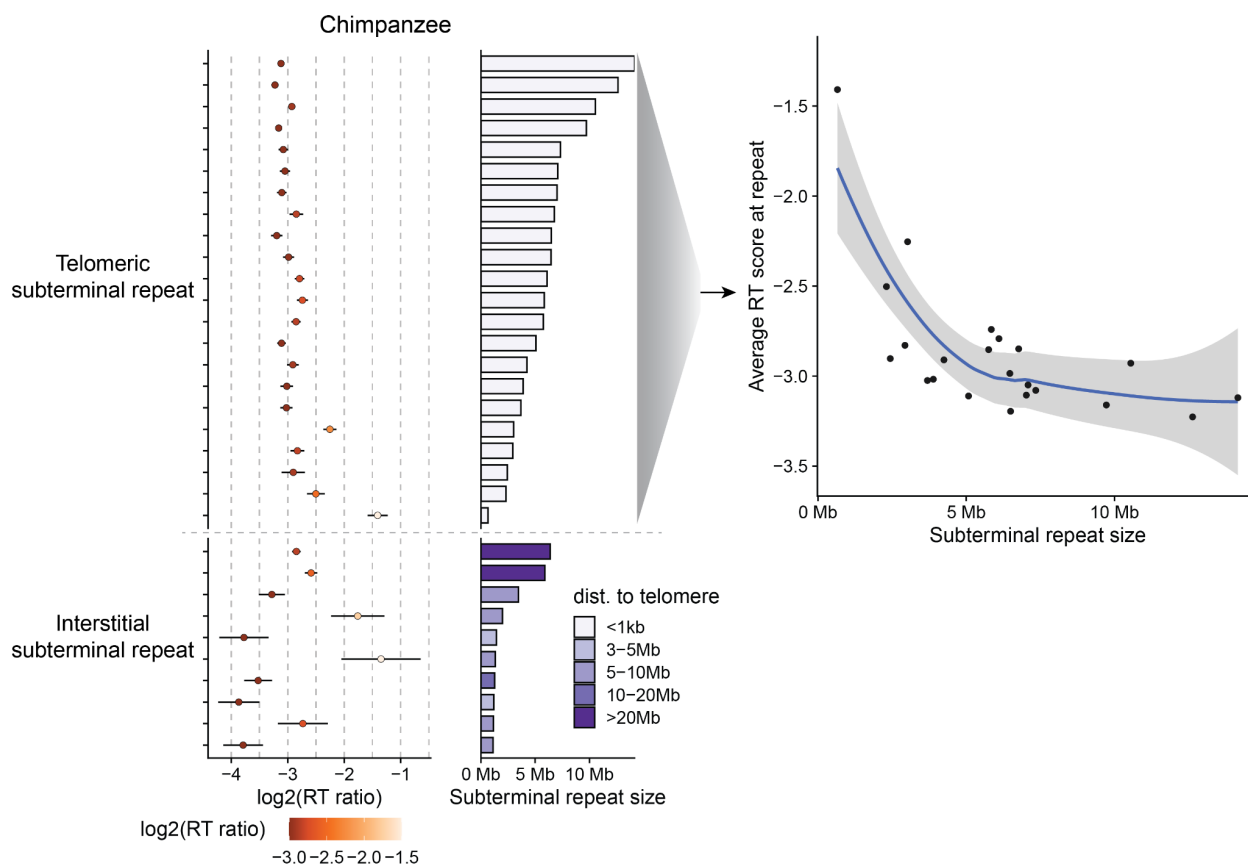 Chimpanzee
Telomeric
subterminal repeat
Interstitial
subterminal repeat
−4 −3 −2 −1
log2(RT ratio)
0 Mb 5 Mb 10 Mb
Subterminal repeat size
dist. to telomere
<1kb
3−5Mb
5−10Mb
10−20Mb
>20Mb
log2(RT ratio)
−3.0 −2.5 −2.0 −1.5
Average RT score at repeat
−1.5
−2.0
−2.5
−3.0
−3.5
0 Mb 5 Mb 10 Mb
Subterminal repeat size